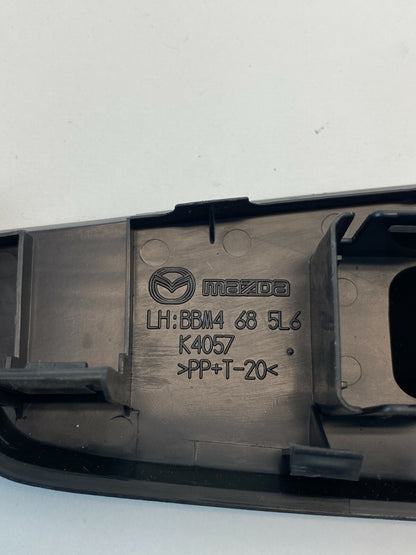 mazda
LH:BBM4 68 5L6
K4057
>PP+T-20<